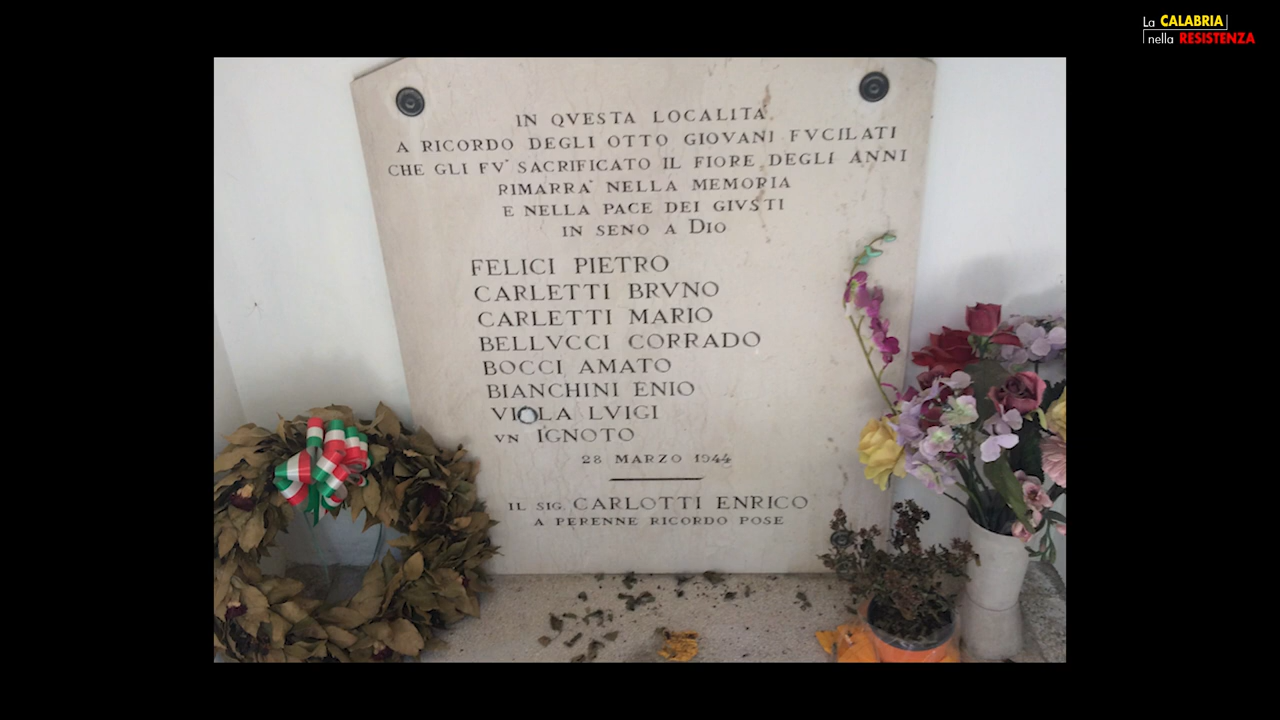 La CALABRIA
nella RESISTENZA
IN QVESTA LOCALITA'
A RICORDO DEGLI OTTO GIOVANI FVCILATI
CHE GLI FV' SACRIFICATO IL FIORE DEGLI ANNI
RIMARRA' NELLA MEMORIA
E NELLA PACE DEI GIVSTI
IN SENO A DIO
FELICI PIETRO
CARLETTI BRVNO
CARLETTI MARIO
BELLVCCI CORRADO
BOCCI AMATO
BIANCHINI ENIO
VIOLA LVIGI
VN IGNOTO
28 MARZO 1944
IL SIG. CARLOTTI ENRICO
A PERENNE RICORDO POSE